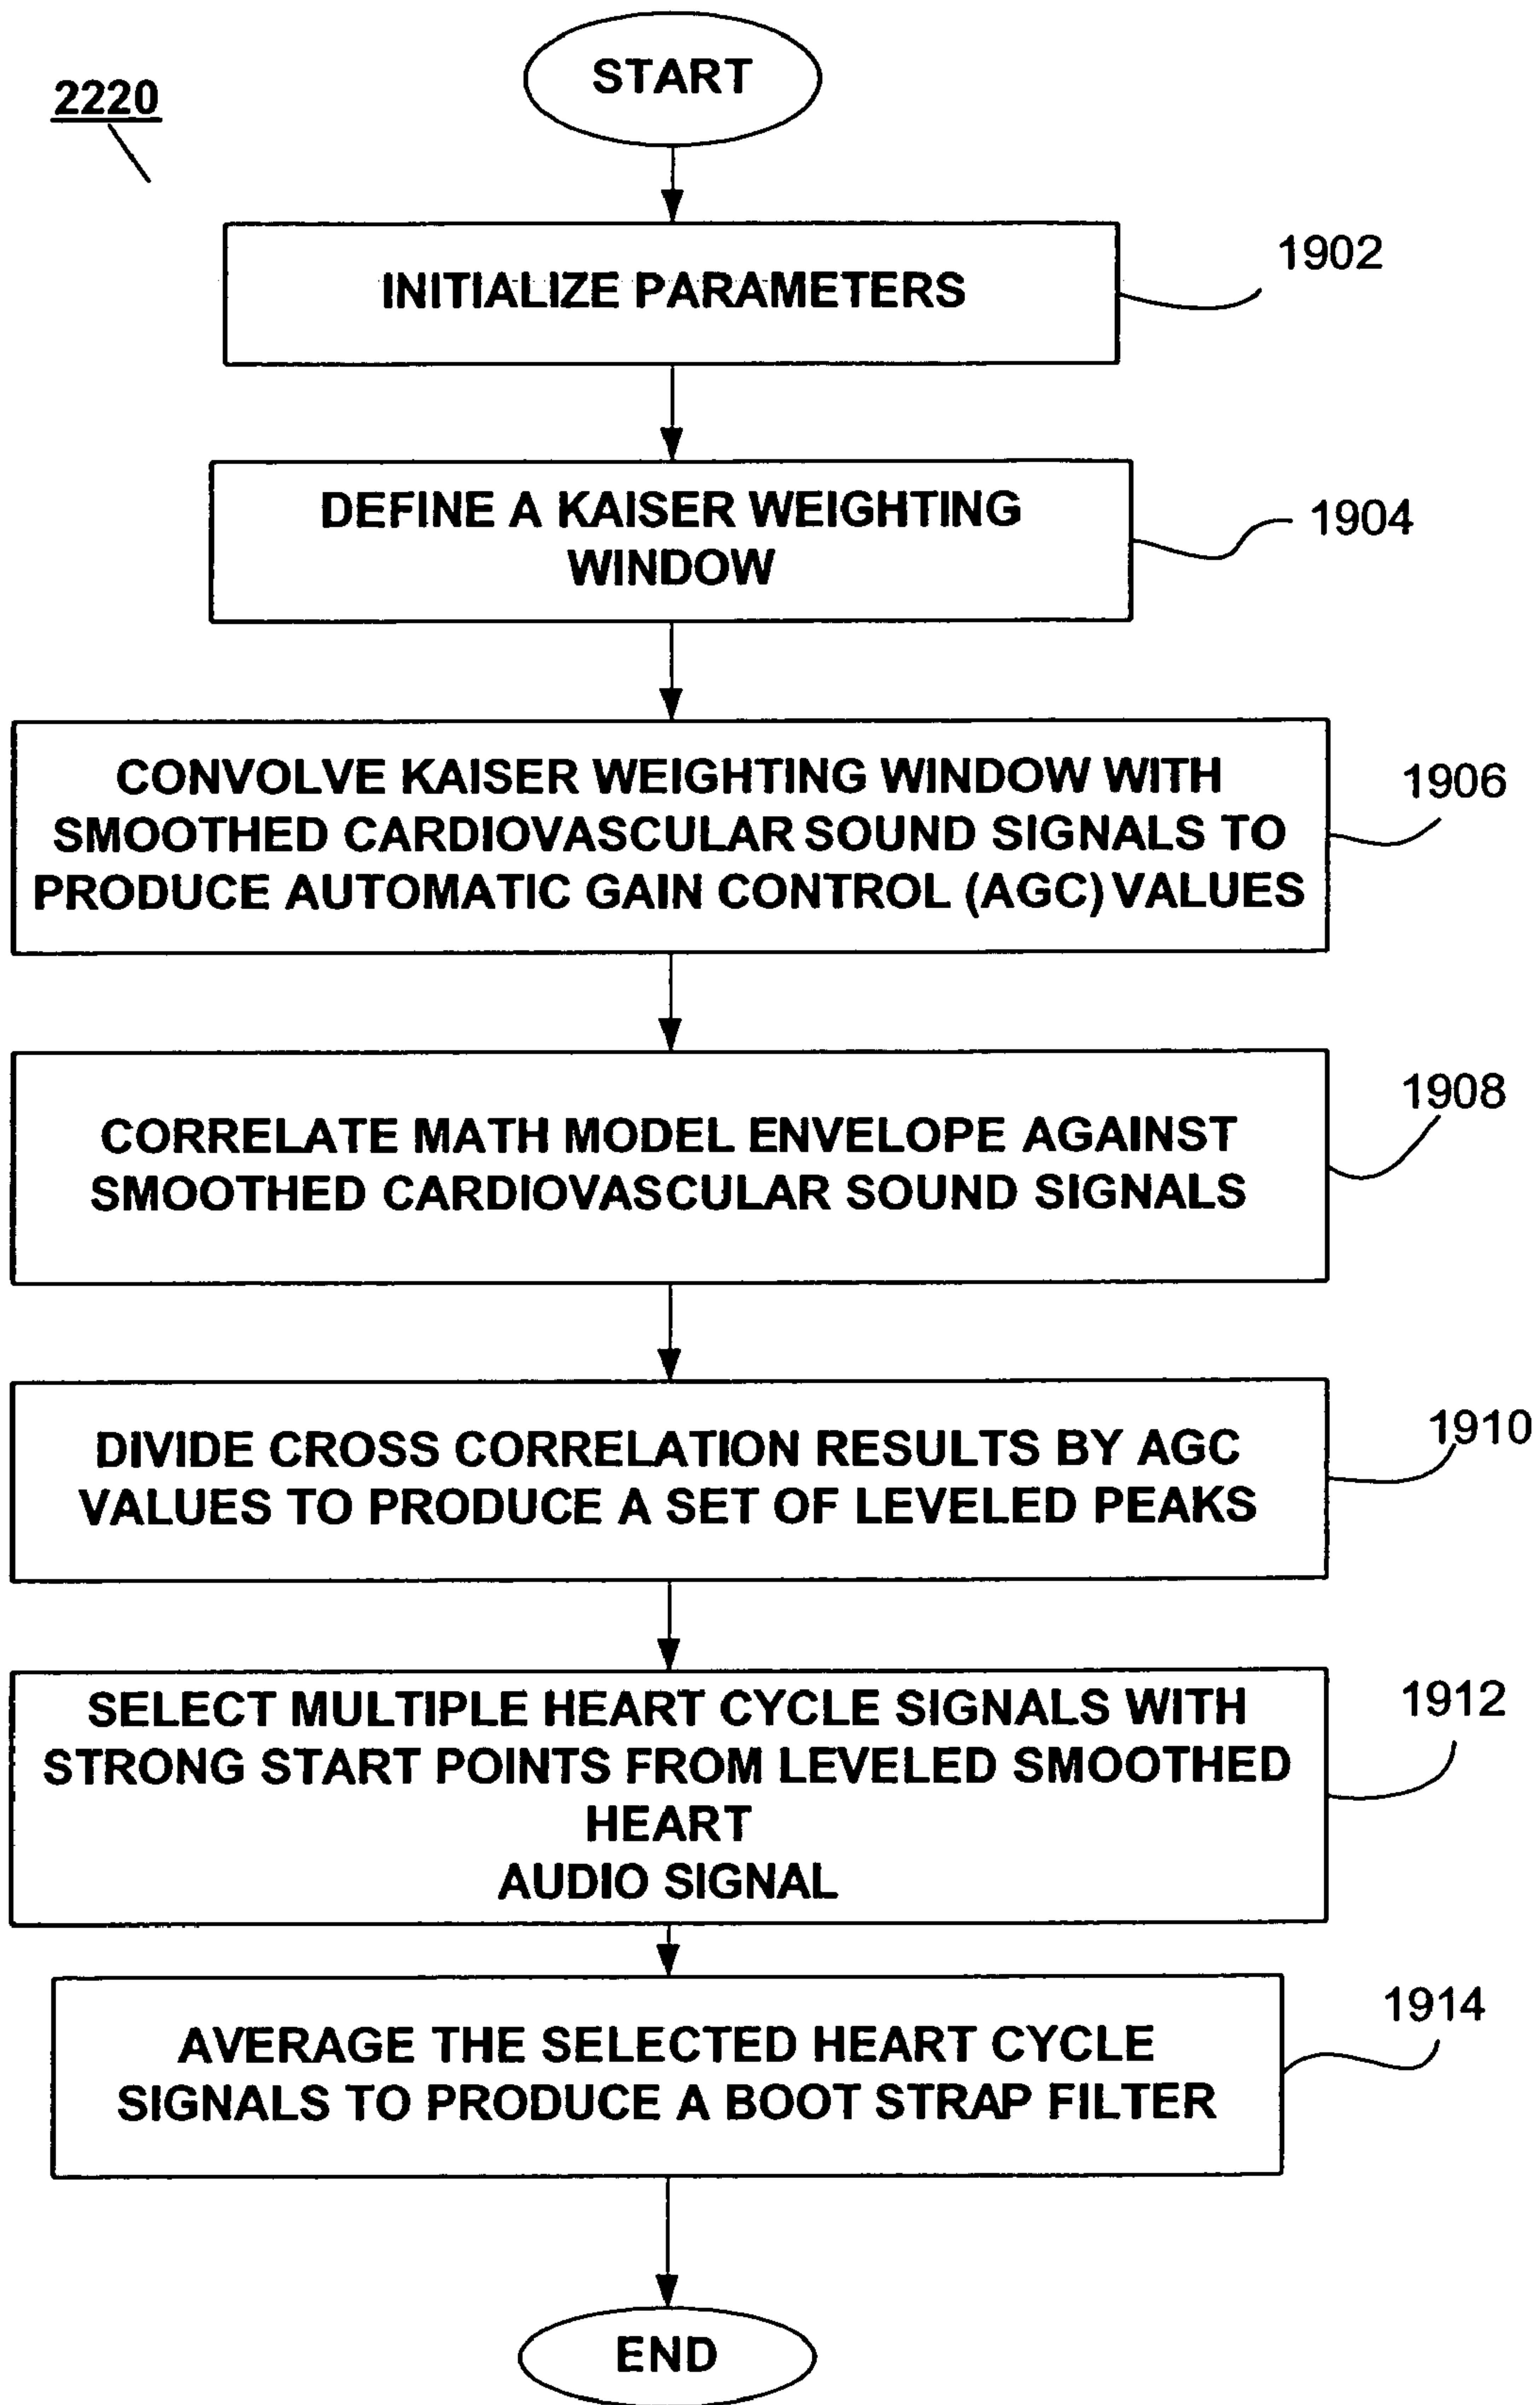 START
2220
INITIALIZE PARAMETERS
1902
DEFINE A KAISER WEIGHTING
WINDOW
1904
CONVOLVE KAISER WEIGHTING WINDOW WITH
SMOOTHED CARDIOVASCULAR SOUND SIGNALS TO
PRODUCE AUTOMATIC GAIN CONTROL (AGC) VALUES
1906
CORRELATE MATH MODEL ENVELOPE AGAINST
SMOOTHED CARDIOVASCULAR SOUND SIGNALS
1908
DIVIDE CROSS CORRELATION RESULTS BY AGC
VALUES TO PRODUCE A SET OF LEVELED PEAKS
1910
SELECT MULTIPLE HEART CYCLE SIGNALS WITH
STRONG START POINTS FROM LEVELED SMOOTHED
HEART
AUDIO SIGNAL
1912
AVERAGE THE SELECTED HEART CYCLE
SIGNALS TO PRODUCE A BOOT STRAP FILTER
1914
END